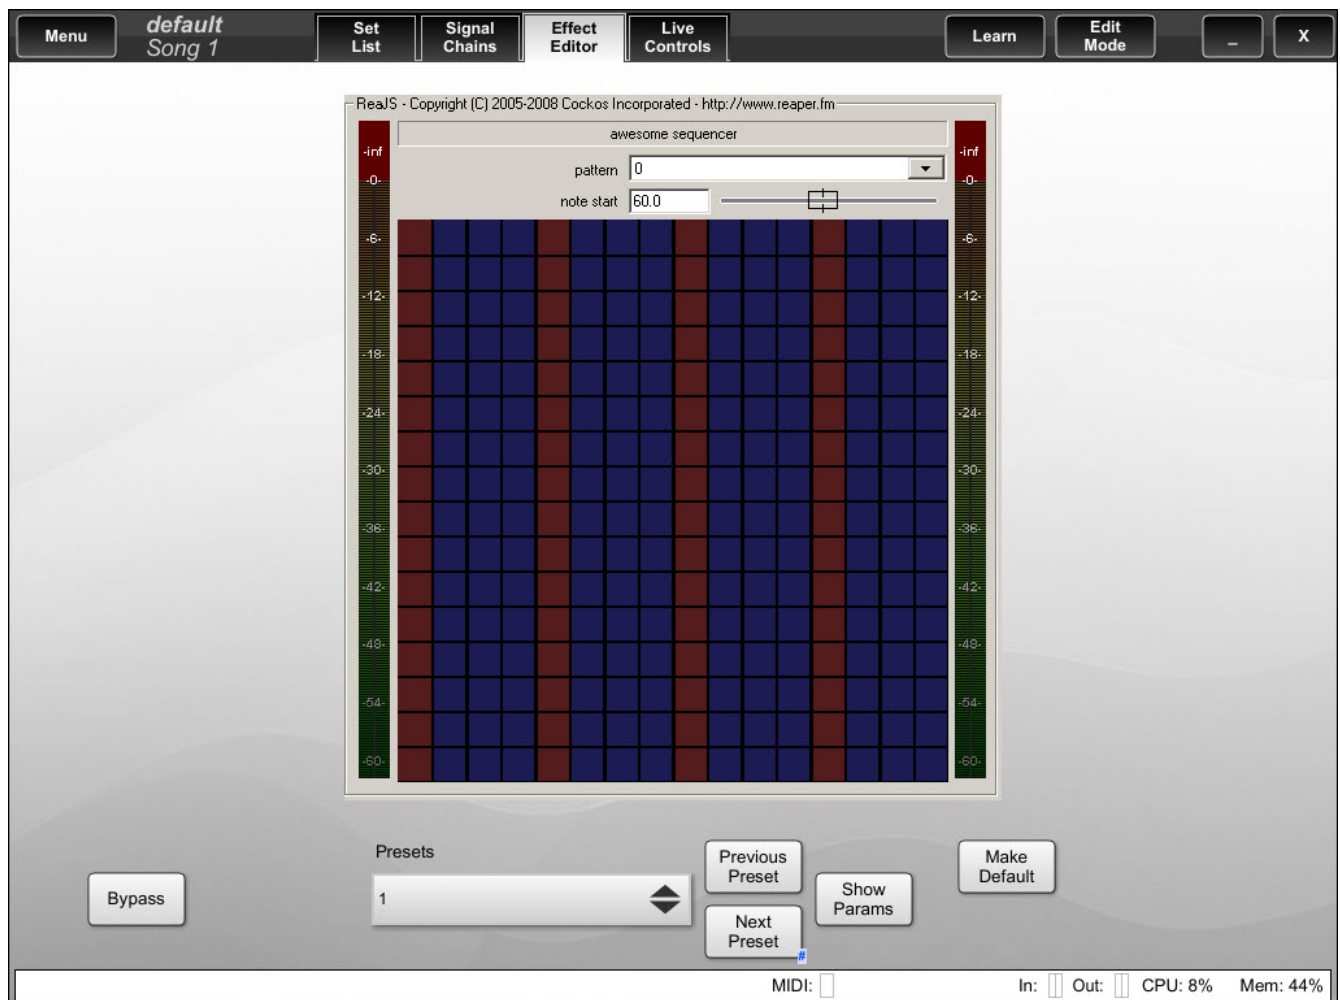 Menu
default
Song 1
Set
List
Signal
Chains
Effect
Editor
Live
Controls
Learn
Edit
Mode
_
X
ReaJS - Copyright (C) 2005-2008 Cockos Incorporated - http://www.reaper.fm
awesome sequencer
pattern 0
note start 60.0
-inf
-0-
-6-
-12-
-18-
-24-
-30-
-36-
-42-
-48-
-54-
-60-
-inf
-0-
-6-
-12-
-18-
-24-
-30-
-36-
-42-
-48-
-54-
-60-
Presets
1
Bypass
Previous
Preset
Next
Preset
#
Show
Params
Make
Default
MIDI: In: Out: CPU: 8% Mem: 44%